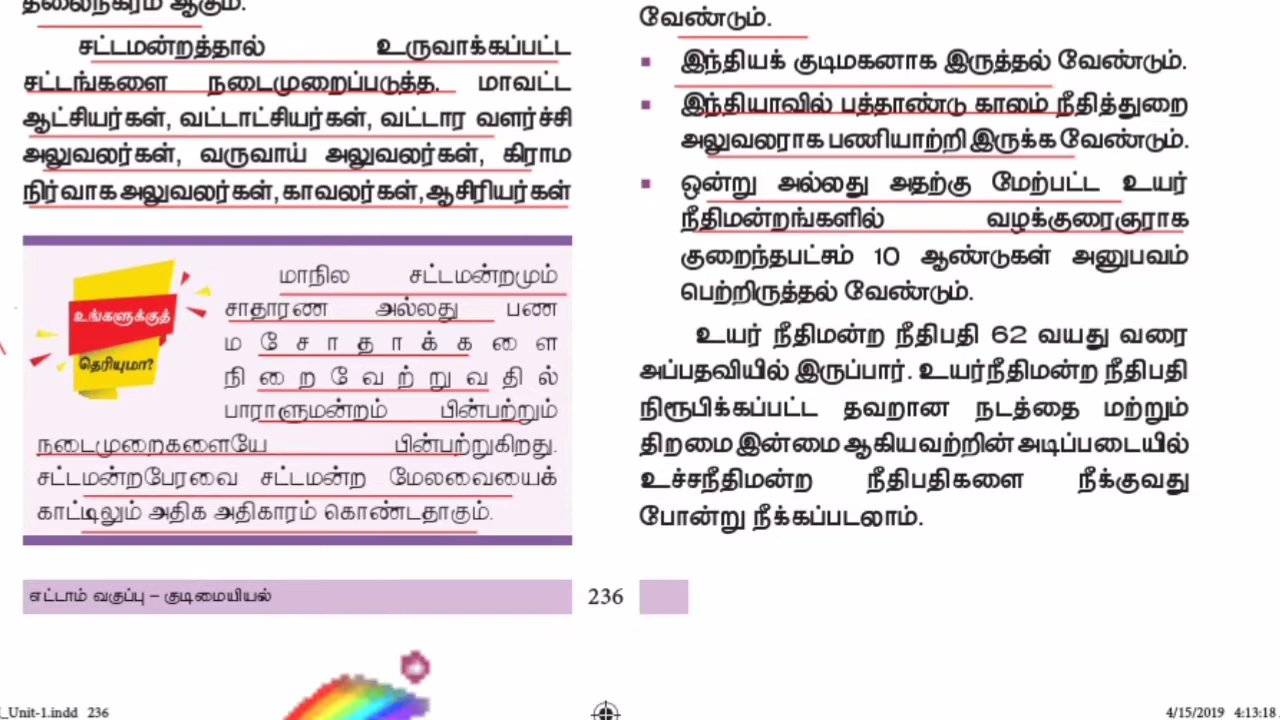 தலைநகரம் ஆகும்.
சட்டமன்றத்தால் உருவாக்கப்பட்ட
சட்டங்களை நடைமுறைப்படுத்த. மாவட்ட
ஆட்சியர்கள், வட்டாட்சியர்கள், வட்டார வளர்ச்சி
அலுவலர்கள், வருவாய் அலுவலர்கள், கிராம
நிர்வாக அலுவலர்கள், காவலர்கள், ஆசிரியர்கள்
உங்களுக்குத்
தெரியுமா?
மாநில சட்டமன்றமும்
சாதாரண அல்லது பண
ம சோதாக்களை
நிறைவேற்றுவதில்
பாராளுமன்றம் பின்பற்றும்
நடைமுறைகளையே பின்பற்றுகிறது.
சட்டமன்றபேரவை சட்டமன்ற மேலவையைக்
காட்டிலும் அதிக அதிகாரம் கொண்டதாகும்.
வேண்டும்.
▪ இந்தியக் குடிமகனாக இருத்தல் வேண்டும்.
▪ இந்தியாவில் பத்தாண்டு காலம் நீதித்துறை
அலுவலராக பணியாற்றி இருக்க வேண்டும்.
▪ ஒன்று அல்லது அதற்கு மேற்பட்ட உயர்
நீதிமன்றங்களில் வழக்குரைஞராக
குறைந்தபட்சம் 10 ஆண்டுகள் அனுபவம்
பெற்றிருத்தல் வேண்டும்.
உயர் நீதிமன்ற நீதிபதி 62 வயது வரை
அப்பதவியில் இருப்பார். உயர்நீதிமன்ற நீதிபதி
நிரூபிக்கப்பட்ட தவறான நடத்தை மற்றும்
திறமை இன்மை ஆகியவற்றின் அடிப்படையில்
உச்சநீதிமன்ற நீதிபதிகளை நீக்குவது
போன்று நீக்கப்படலாம்.
எட்டாம் வகுப்பு – குடிமையியல்
236
_Unit-1.indd 236
4/15/2019 4:13:18